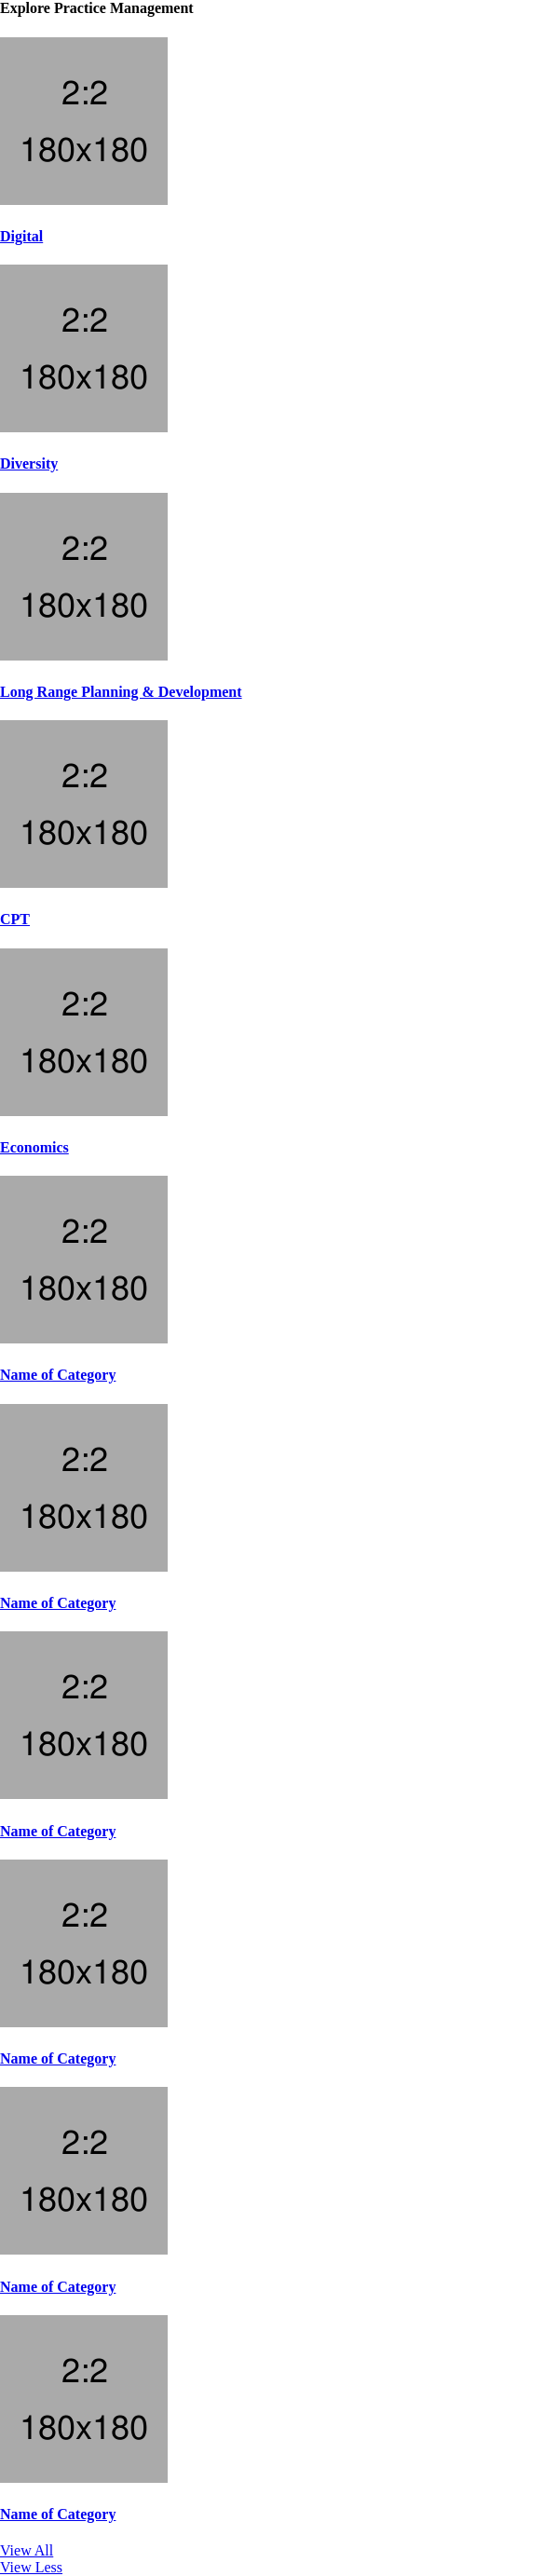 Explore Practice Management
2:2
180x180
Digital
2:2
180x180
Diversity
2:2
180x180
Long Range Planning & Development
2:2
180x180
CPT
2:2
180x180
Economics
2:2
180x180
Name of Category
2:2
180x180
Name of Category
2:2
180x180
Name of Category
2:2
180x180
Name of Category
2:2
180x180
Name of Category
2:2
180x180
Name of Category
View All
View Less